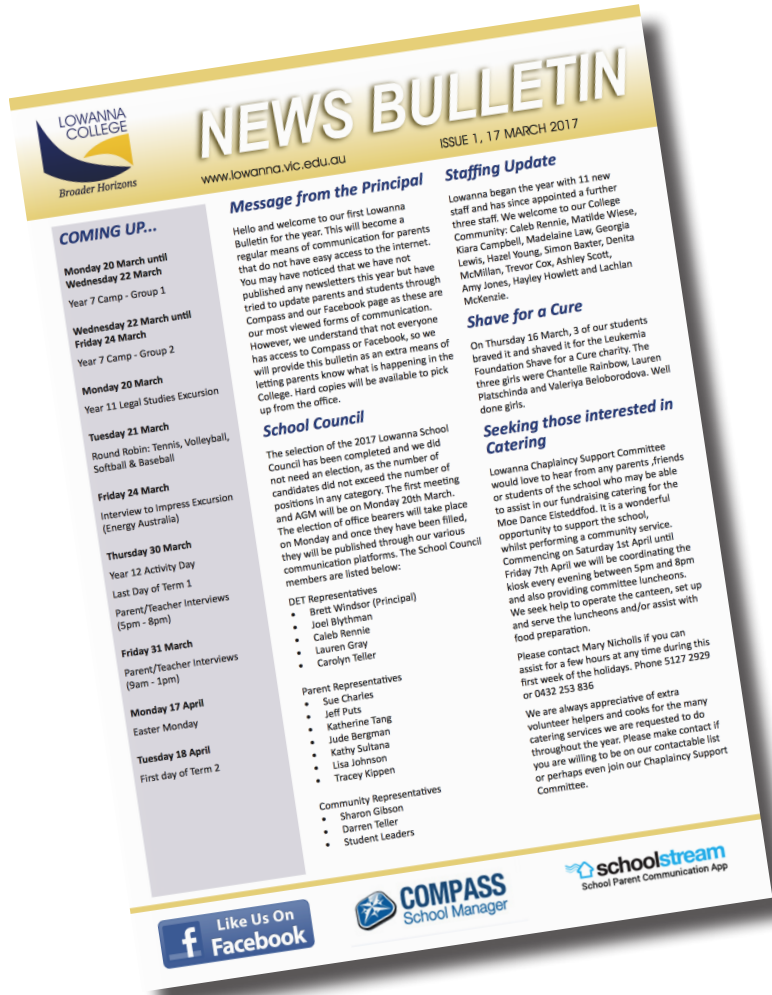 LOWANNA
COLLEGE
Broader Horizons
NEWS BULLETIN
www.lowanna.vic.edu.au
ISSUE 1, 17 MARCH 2017
COMING UP...
Monday 20 March until
Wednesday 22 March
Year 7 Camp - Group 1
Wednesday 22 March until
Friday 24 March
Year 7 Camp - Group 2
Monday 20 March
Year 11 Legal Studies Excursion
Tuesday 21 March
Round Robin: Tennis, Volleyball,
Softball & Baseball
Friday 24 March
Interview to Impress Excursion
(Energy Australia)
Thursday 30 March
Year 12 Activity Day
Last Day of Term 1
Parent/Teacher Interviews
(5pm - 8pm)
Friday 31 March
Parent/Teacher Interviews
(9am - 1pm)
Monday 17 April
Easter Monday
Tuesday 18 April
First day of Term 2
Message from the Principal
Hello and welcome to our first Lowanna
Bulletin for the year. This will become a
regular means of communication for parents
that do not have easy access to the internet.
You may have noticed that we have not
published any newsletters this year but have
tried to update parents and students through
Compass and our Facebook page as these are
our most viewed forms of communication.
However, we understand that not everyone
has access to Compass or Facebook, so we
will provide this bulletin as an extra means of
letting parents know what is happening in the
College. Hard copies will be available to pick
up from the office.
School Council
The selection of the 2017 Lowanna School
Council has been completed and we did
not need an election, as the number of
candidates did not exceed the number of
positions in any category. The first meeting
and AGM will be on Monday 20th March.
The election of office bearers will take place
on Monday and once they have been filled,
they will be published through our various
communication platforms. The School Council
members are listed below:
DET Representatives
• Brett Windsor (Principal)
• Joel Blythman
• Caleb Rennie
• Lauren Gray
• Carolyn Teller
Parent Representatives
• Sue Charles
• Jeff Puts
• Katherine Tang
• Jude Bergman
• Kathy Sultana
• Lisa Johnson
• Tracey Kippen
Community Representatives
• Sharon Gibson
• Darren Teller
• Student Leaders
Staffing Update
Lowanna began the year with 11 new
staff and has since appointed a further
three staff. We welcome to our College
Community: Caleb Rennie, Matilde Wiese,
Kiara Campbell, Madelaine Law, Georgia
Lewis, Hazel Young, Simon Baxter, Denita
McMillan, Trevor Cox, Ashley Scott,
Amy Jones, Hayley Howlett and Lachlan
McKenzie.
Shave for a Cure
On Thursday 16 March, 3 of our students
braved it and shaved it for the Leukemia
Foundation Shave for a Cure charity. The
three girls were Chantelle Rainbow, Lauren
Platschinda and Valeriya Beloborodova. Well
done girls.
Seeking those interested in
Catering
Lowanna Chaplaincy Support Committee
would love to hear from any parents ,friends
or students of the school who may be able
to assist in our fundraising catering for the
Moe Dance Eisteddfod. It is a wonderful
opportunity to support the school,
whilst performing a community service.
Commencing on Saturday 1st April until
Friday 7th April we will be coordinating the
kiosk every evening between 5pm and 8pm
and also providing committee luncheons.
We seek help to operate the canteen, set up
and serve the luncheons and/or assist with
food preparation.
Please contact Mary Nicholls if you can
assist for a few hours at any time during this
first week of the holidays. Phone 5127 2929
or 0432 253 836
We are always appreciative of extra
volunteer helpers and cooks for the many
catering services we are requested to do
throughout the year. Please make contact if
you are willing to be on our contactable list
or perhaps even join our Chaplaincy Support
Committee.
f Like Us On
Facebook
COMPASS
School Manager
schoolstream
School Parent Communication App